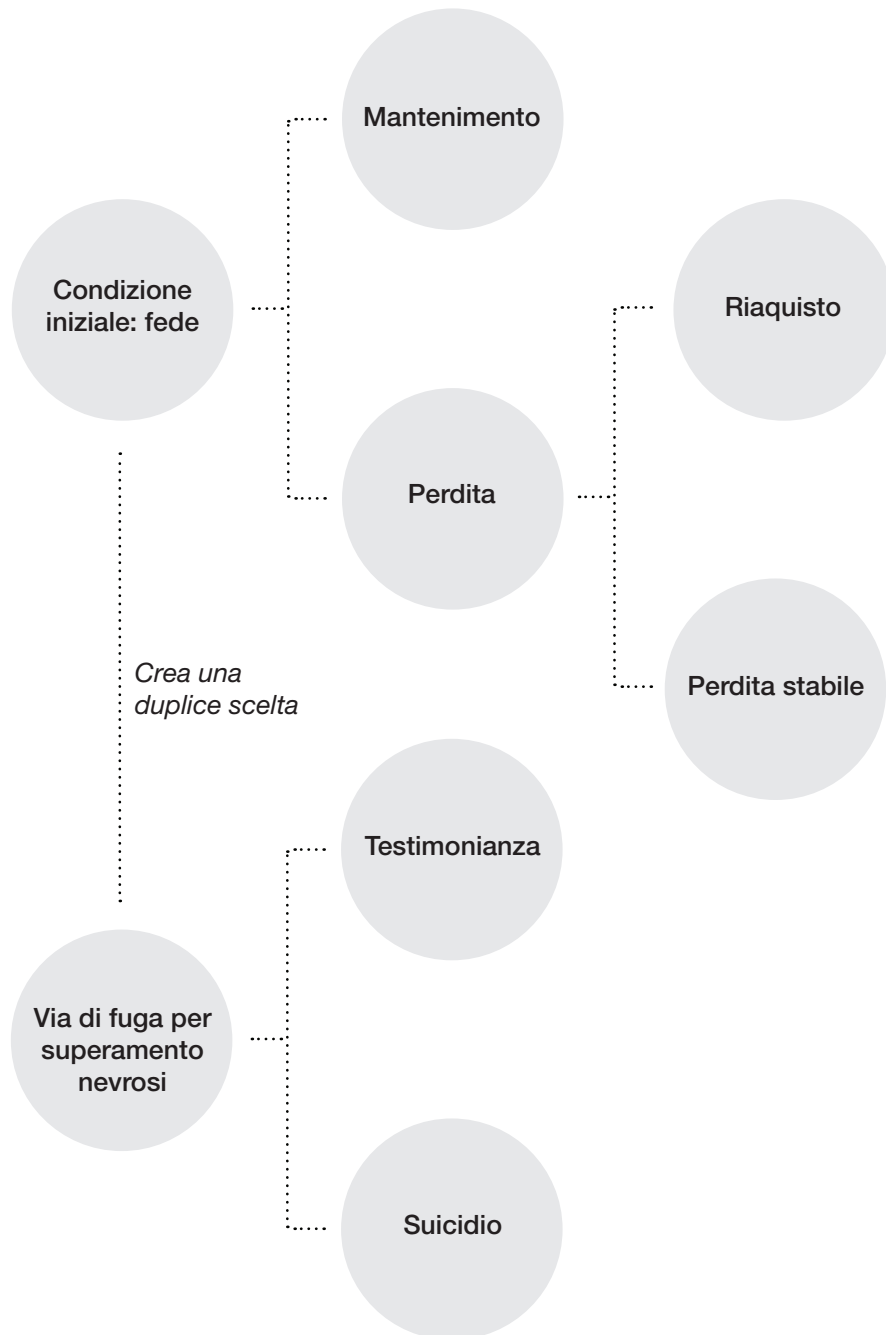 Mantenimento
Condizione
iniziale: fede
Riaquisto
Perdita
Crea una
duplice scelta
Perdita stabile
Testimonianza
Via di fuga per
superamento
nevrosi
Suicidio